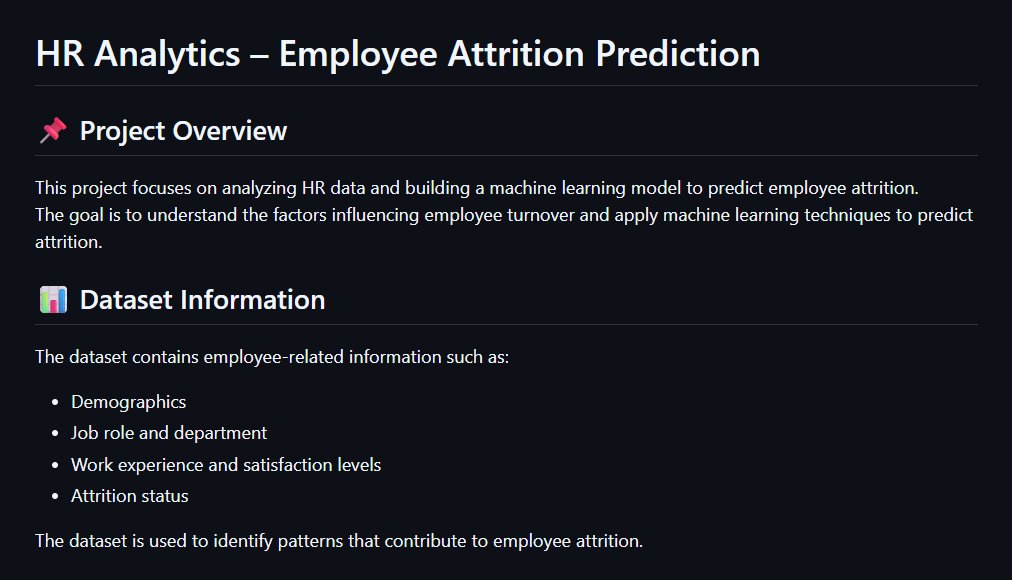 HR Analytics – Employee Attrition Prediction
Project Overview
This project focuses on analyzing HR data and building a machine learning model to predict employee attrition.
The goal is to understand the factors influencing employee turnover and apply machine learning techniques to predict
attrition.
Dataset Information
The dataset contains employee-related information such as:
• Demographics
• Job role and department
• Work experience and satisfaction levels
• Attrition status
The dataset is used to identify patterns that contribute to employee attrition.